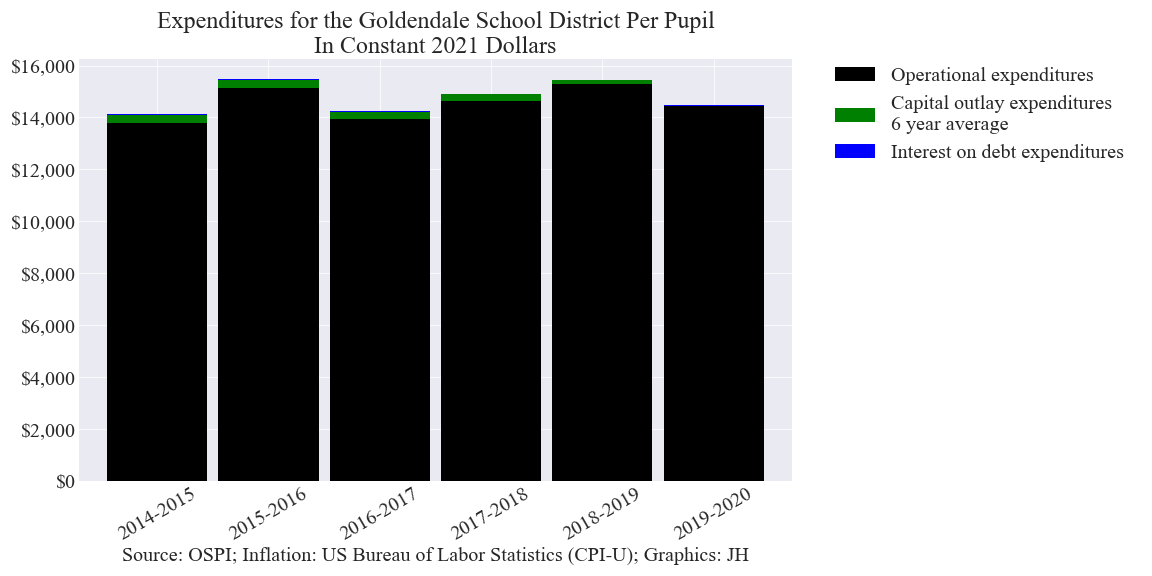 Expenditures for the Goldendale School District Per Pupil
In Constant 2021 Dollars
$16,000
$14,000
$12,000
$10,000
$8,000
$6,000
$4,000
$2,000
$0
2014-2015
2015-2016
2016-2017
2017-2018
2018-2019
2019-2020
Source: OSPI; Inflation: US Bureau of Labor Statistics (CPI-U); Graphics: JH
Operational expenditures
Capital outlay expenditures
6 year average
Interest on debt expenditures